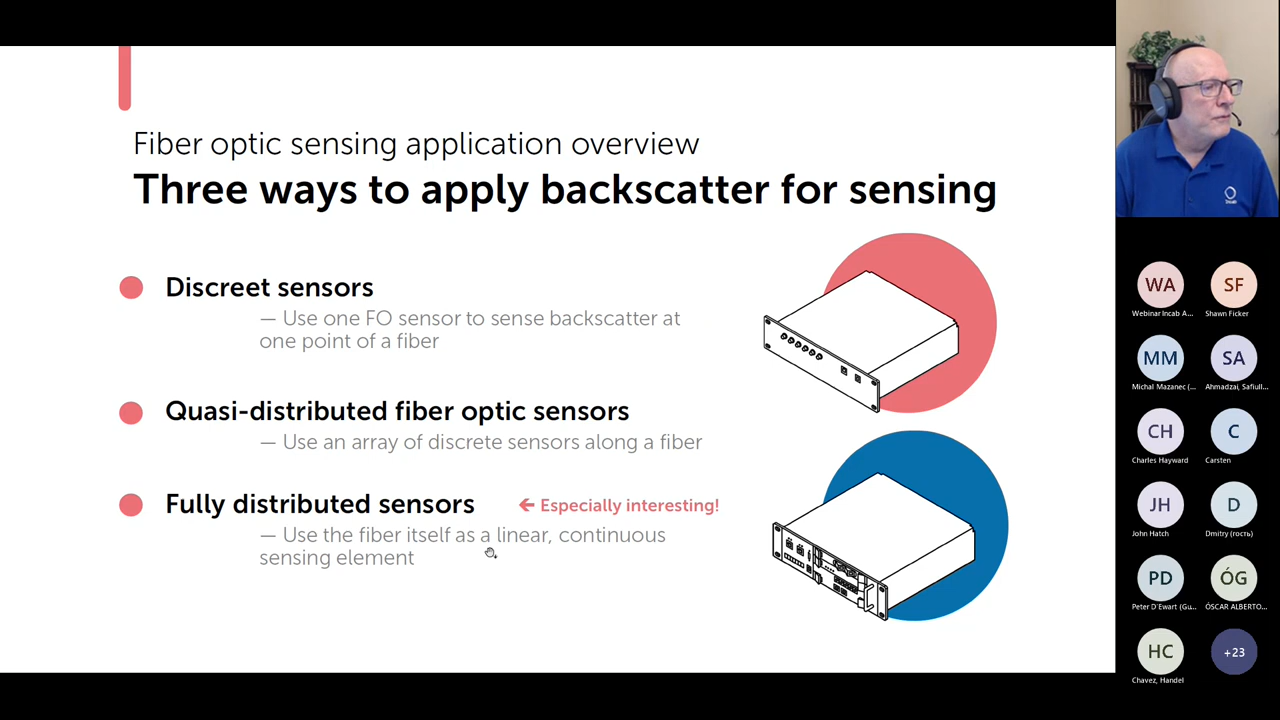 Fiber optic sensing application overview
Three ways to apply backscatter for sensing
Discreet sensors
— Use one FO sensor to sense backscatter at
one point of a fiber
Quasi-distributed fiber optic sensors
— Use an array of discrete sensors along a fiber
Fully distributed sensors
← Especially interesting!
— Use the fiber itself as a linear, continuous
sensing element
WA
Webinar Incab A...
SF
Shawn Ficker
MM
Michal Mazanec (...
SA
Ahmadzai, Safiull...
CH
Charles Hayward
C
Carsten
JH
John Hatch
D
Dmitry (гость)
PD
Peter D'Ewart (Gu...
ÓG
ÓSCAR ALBERTO...
HC
Chavez, Handel
+23